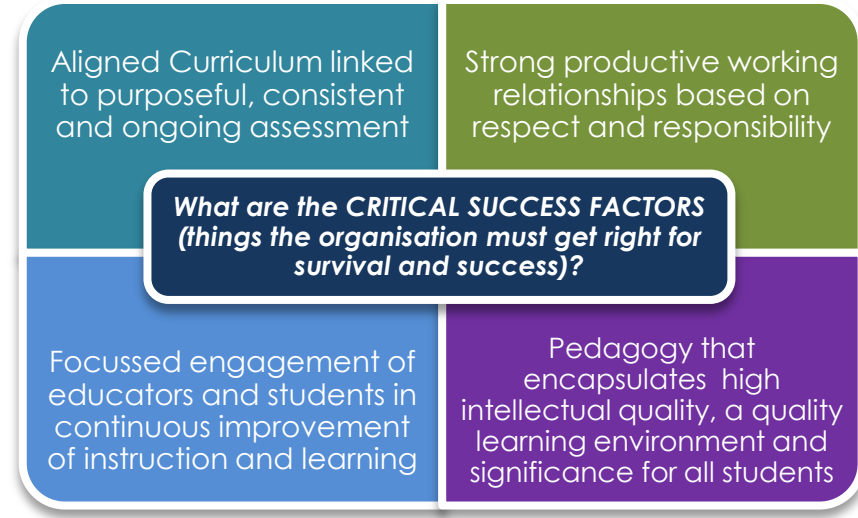 Aligned Curriculum linked
to purposeful, consistent
and ongoing assessment
Strong productive working
relationships based on
respect and responsibility
What are the CRITICAL SUCCESS FACTORS
(things the organisation must get right for
survival and success)?
Focussed engagement of
educators and students in
continuous improvement
of instruction and learning
Pedagogy that
encapsulates high
intellectual quality, a quality
learning environment and
significance for all students